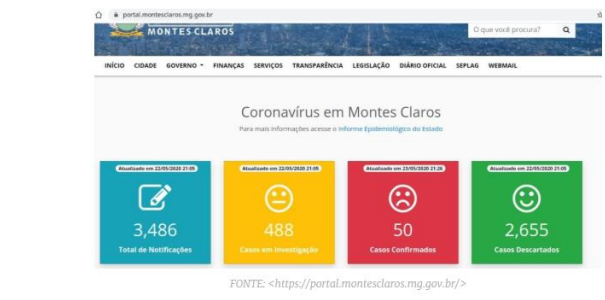 portal.montesclaros.mg.gov.br
MONTES CLAROS
O que você procura?
INÍCIO CIDADE GOVERNO FINANÇAS SERVIÇOS TRANSPARÊNCIA LEGISLAÇÃO DIÁRIO OFICIAL SEPLAG WEBMAIL
Coronavírus em Montes Claros
Para mais informações acesse o Informe Epidemiológico do Estado
Atualizado em 22/05/2020 21:05 Atualizado em 22/05/2020 21:05 Atualizado em 23/05/2020 21:26 Atualizado em 22/05/2020 21:05
3,486 488 50 2,655
Total de Notificações Casos em Investigação Casos Confirmados Casos Descartados
FONTE: <https://portal.montesclaros.mg.gov.br/>